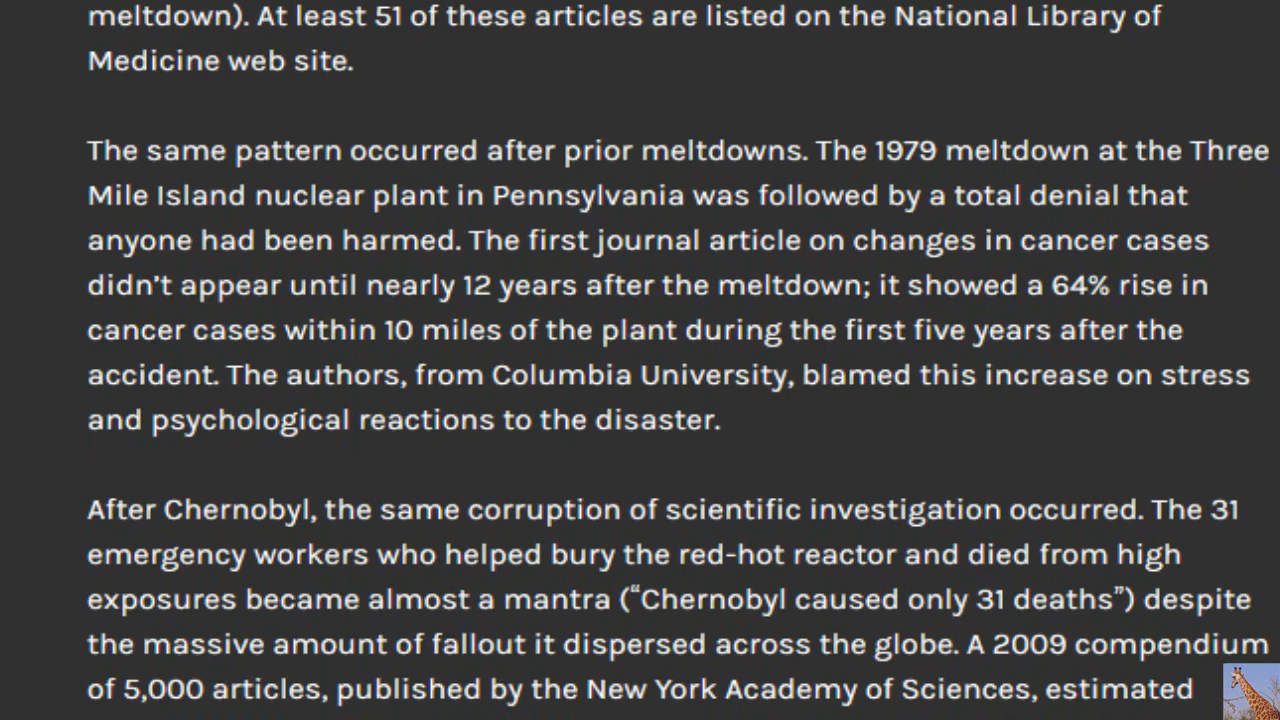 meltdown). At least 51 of these articles are listed on the National Library of
Medicine web site.
The same pattern occurred after prior meltdowns. The 1979 meltdown at the Three
Mile Island nuclear plant in Pennsylvania was followed by a total denial that
anyone had been harmed. The first journal article on changes in cancer cases
didn’t appear until nearly 12 years after the meltdown; it showed a 64% rise in
cancer cases within 10 miles of the plant during the first five years after the
accident. The authors, from Columbia University, blamed this increase on stress
and psychological reactions to the disaster.
After Chernobyl, the same corruption of scientific investigation occurred. The 31
emergency workers who helped bury the red-hot reactor and died from high
exposures became almost a mantra (“Chernobyl caused only 31 deaths”) despite
the massive amount of fallout it dispersed across the globe. A 2009 compendium
of 5,000 articles, published by the New York Academy of Sciences, estimated